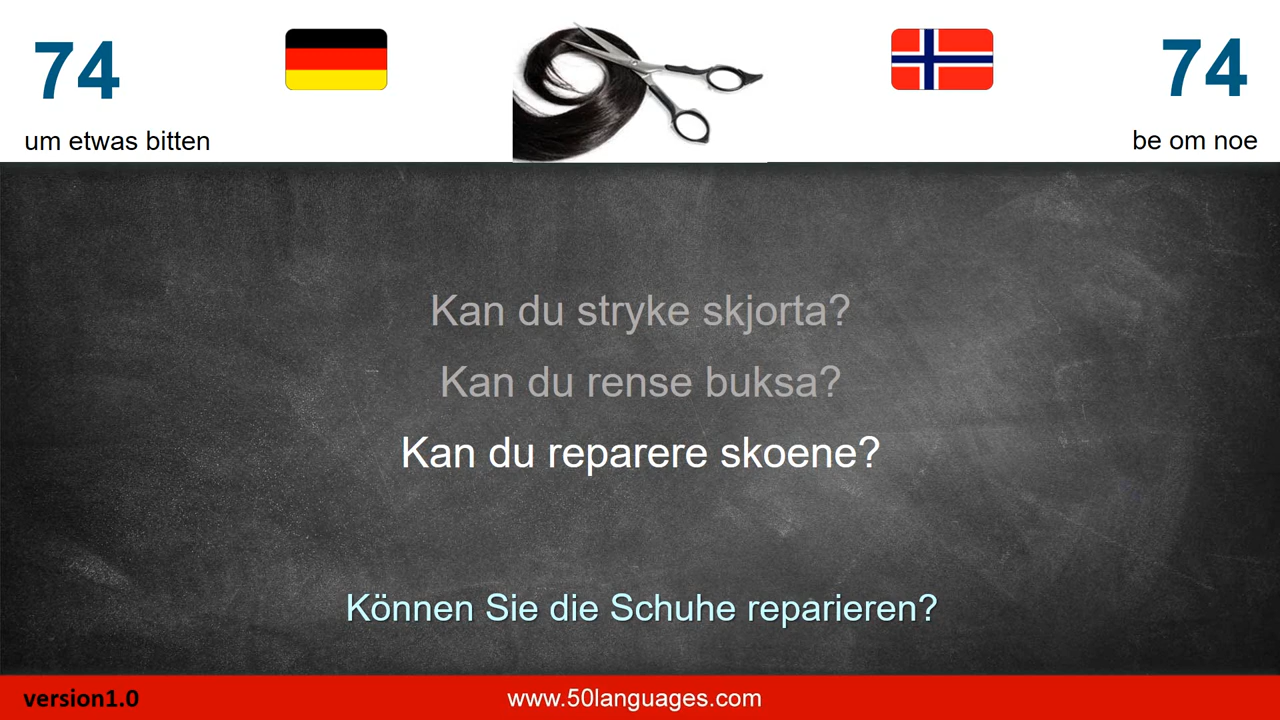 74
74
um etwas bitten
be om noe
Kan du stryke skjorta?
Kan du rense buksa?
Kan du reparere skoene?
Können Sie die Schuhe reparieren?
version1.0
www.50languages.com